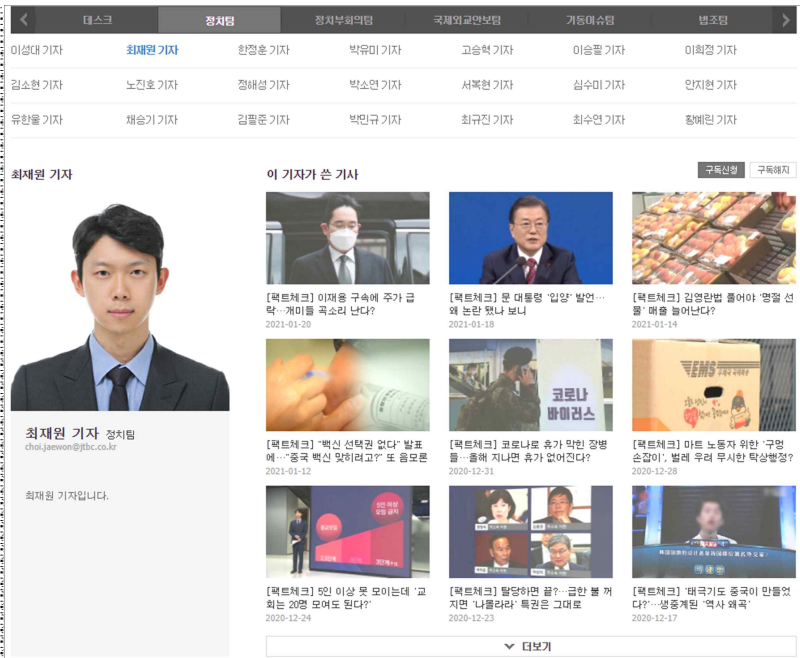 데스크 정치팀 정치부회의팀 국제외교안보팀 기동이슈팀 법조팀
이성대 기자 최재원 기자 한정훈 기자 박유미 기자 고승혁 기자 이승필 기자 이희정 기자
김소현 기자 노진호 기자 정해성 기자 박소연 기자 서복현 기자 심수미 기자 안지현 기자
유한울 기자 채승기 기자 김필준 기자 박민규 기자 최규진 기자 최수연 기자 황예린 기자
최재원 기자
최재원 기자 정치팀
choi.jaewon@jtbc.co.kr
최재원 기자입니다.
이 기자가 쓴 기사
구독신청 구독해지
[팩트체크] 이재용 구속에 주가 급
락…개미들 곡소리 난다?
2021-01-20
[팩트체크] 문 대통령 '입양' 발언…
왜 논란 됐나 보니
2021-01-18
[팩트체크] 김영란법 풀어야 '명절 선
물' 매출 늘어난다?
2021-01-14
[팩트체크] "백신 선택권 없다" 발표
에…"중국 백신 맞히려고?" 또 음모론
2021-01-12
코로나
바이러스
[팩트체크] 코로나로 휴가 막힌 장병
들…올해 지나면 휴가 없어진다?
2020-12-31
EMS
[팩트체크] 마트 노동자 위한 '구멍
손잡이', 벌레 우려 무시한 탁상행정?
2020-12-28
5인 이상
모임 금지
[팩트체크] 5인 이상 못 모이는데 '교
회는 20명 모여도 된다?'
2020-12-24
[팩트체크] 탈당하면 끝?…급한 불 꺼
지면 '나몰라라' 특권은 그대로
2020-12-23
[팩트체크] '태극기도 중국이 만들었
다?'…생중계된 '역사 왜곡'
2020-12-17
더보기